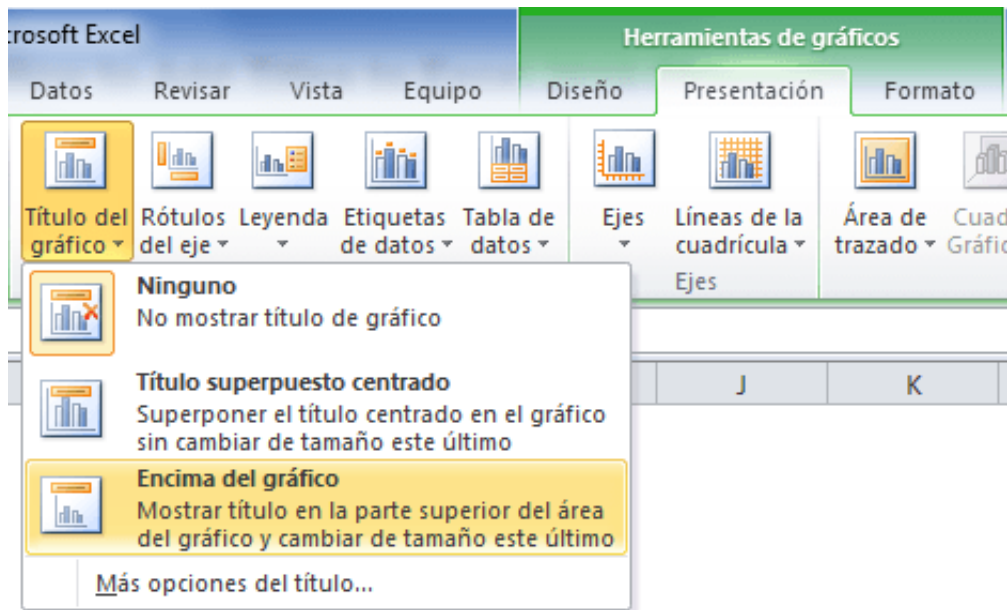 crosoft Excel
Herramientas de gráficos
Datos Revisar Vista Equipo Diseño Presentación Formato
Título del Rótulos Leyenda Etiquetas Tabla de Ejes Líneas de la Área de Cuad
gráfico del eje de datos datos cuadrícula trazado Gráfic
Ejes
Ninguno
No mostrar título de gráfico
J K
Título superpuesto centrado
Superponer el título centrado en el gráfico
sin cambiar de tamaño este último
Encima del gráfico
Mostrar título en la parte superior del área
del gráfico y cambiar de tamaño este último
Más opciones del título...